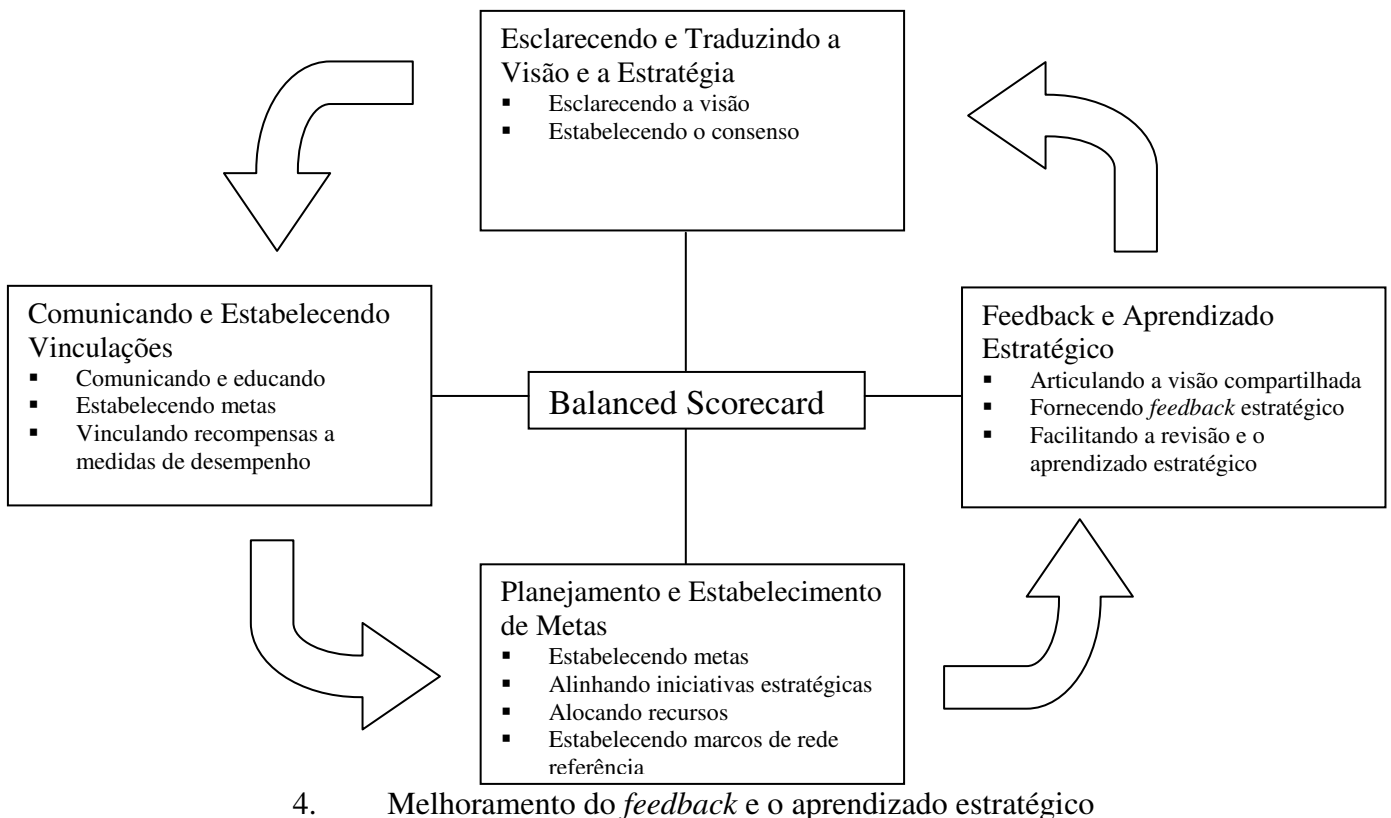 Esclarecendo e Traduzindo a
Visão e a Estratégia
▪ Esclarecendo a visão
▪ Estabelecendo o consenso
Comunicando e Estabelecendo
Vinculações
▪ Comunicando e educando
▪ Estabelecendo metas
▪ Vinculando recompensas a
medidas de desempenho
Balanced Scorecard
Feedback e Aprendizado
Estratégico
▪ Articulando a visão compartilhada
▪ Fornecendo feedback estratégico
▪ Facilitando a revisão e o
aprendizado estratégico
Planejamento e Estabelecimento
de Metas
▪ Estabelecendo metas
▪ Alinhando iniciativas estratégicas
▪ Alocando recursos
▪ Estabelecendo marcos de rede
referência
4. Melhoramento do feedback e o aprendizado estratégico